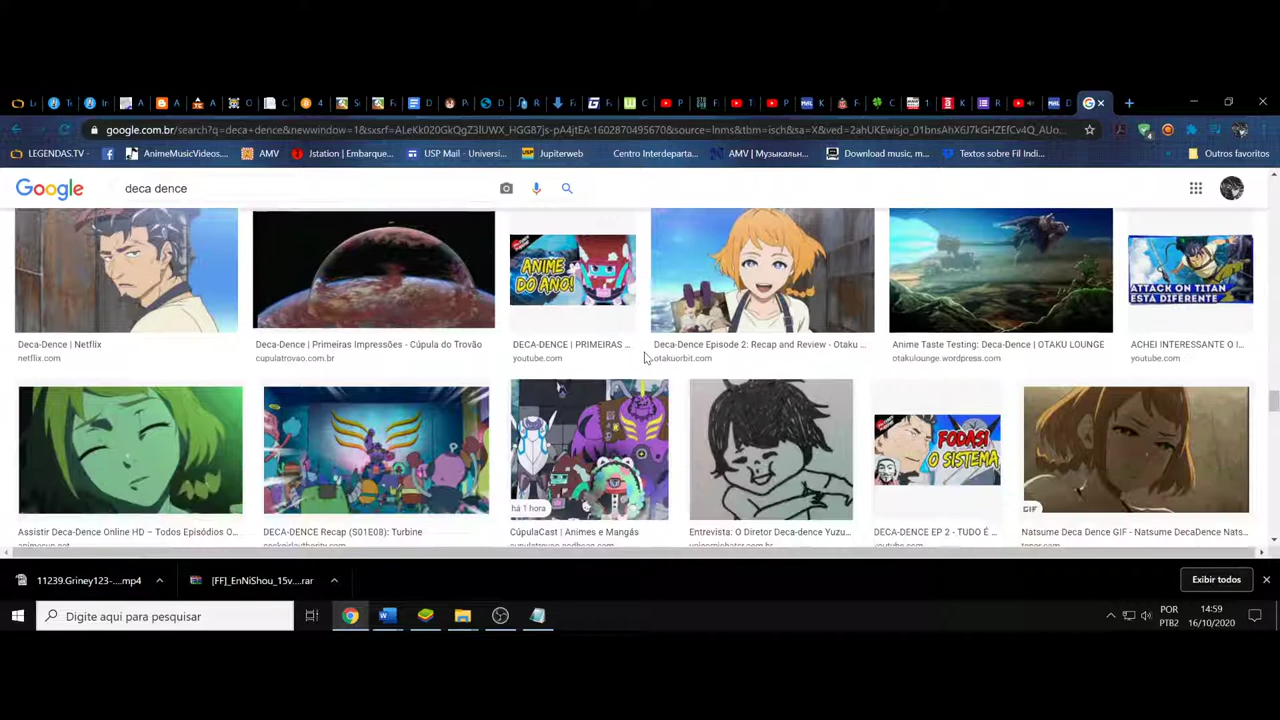 google.com.br/search?q=deca+dence&newwindow=1&sxsrf=ALeKk020GkQgZ3lUWX_HGG87js-pA4jtEA:1602870495670&source=lnms&tbm=isch&sa=X&ved=2ahUKEwisjo_01bnsAhX6J7kGHZEfCv4Q_AUo...
LEGENDAS.TV - AnimeMusicVideos... AMV Jstation | Embarque... USP Mail - Universi... Jupiterweb Centro Interdeparta... AMV | Музыкальн... Download music, m... Textos sobre Fil Indi... Outros favoritos
Google deca dence
ANIME DO ANO!
ATTACK ON TITAN
ESTÁ DIFERENTE
Deca-Dence | Netflix
netflix.com
Deca-Dence | Primeiras Impressões - Cúpula do Trovão
cupulatrovao.com.br
DECA-DENCE | PRIMEIRAS ...
youtube.com
Deca-Dence Episode 2: Recap and Review - Otaku ...
otakuorbit.com
Anime Taste Testing: Deca-Dence | OTAKU LOUNGE
otakulounge.wordpress.com
ACHEI INTERESSANTE O I...
youtube.com
há 1 hora
FODASI
O SISTEMA
GIF
Assistir Deca-Dence Online HD – Todos Episódios O...
DECA-DENCE Recap (S01E08): Turbine
CúpulaCast | Animes e Mangás
Entrevista: O Diretor Deca-dence Yuzu...
DECA-DENCE EP 2 - TUDO É ...
Natsume Deca Dence GIF - Natsume DecaDence Nats...
11239.Griney123-....mp4 [FF]_EnNiShou_15v....rar Exibir todos
Digite aqui para pesquisar
POR
PTB2
14:59
16/10/2020